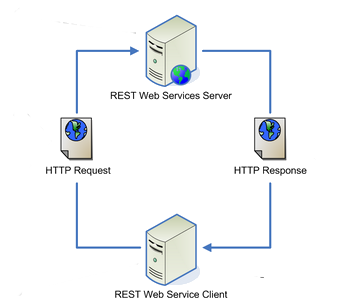 REST Web Services Server
HTTP Request
HTTP Response
REST Web Service Client